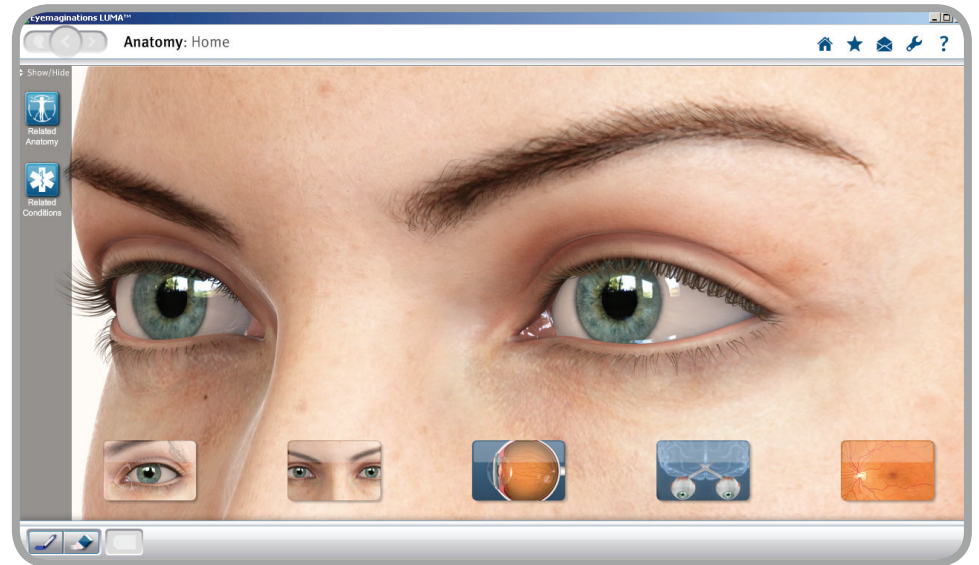 Eyemaginations LUMA™
Anatomy: Home
?
Show/Hide
Related
Anatomy
Related
Conditions